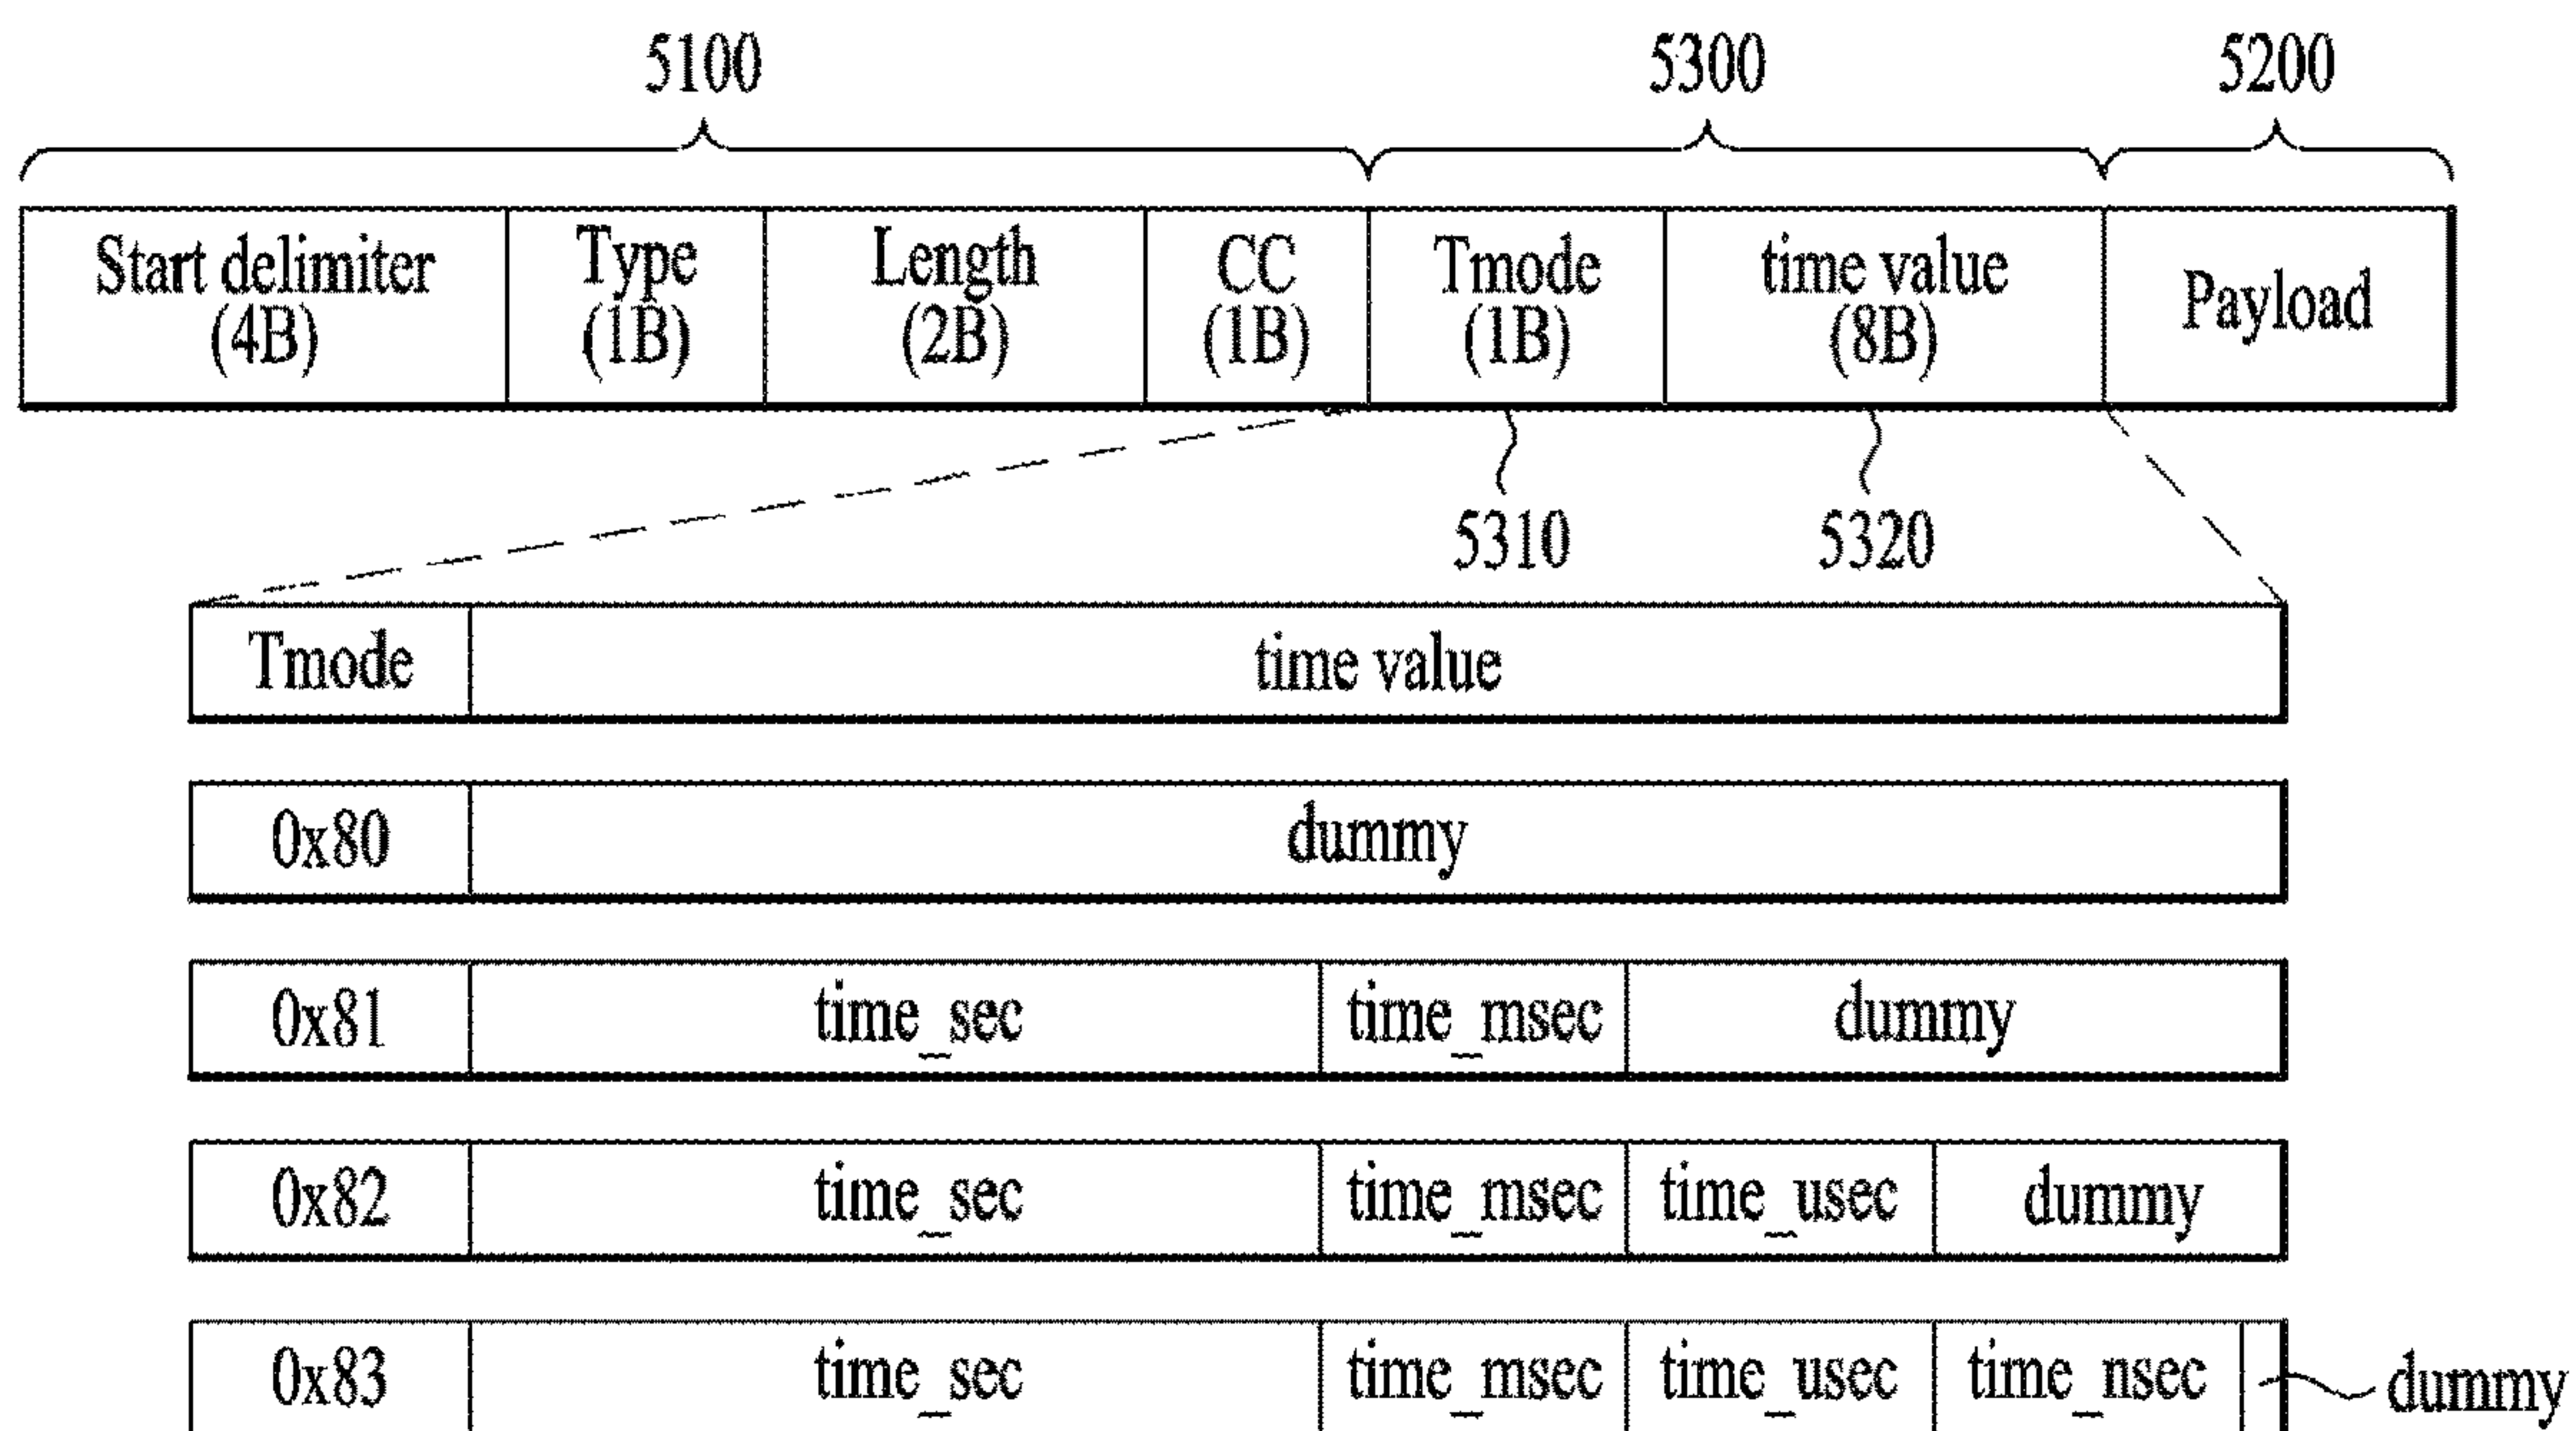 5100 5300 5200
Start delimiter Type Length CC Tmode time value Payload
(4B) (1B) (2B) (1B) (1B) (8B)
5310 5320
Tmode time value
0x80 dummy
0x81 time_sec time_msec dummy
0x82 time_sec time_msec time_usec dummy
0x83 time_sec time_msec time_usec time_nsec dummy